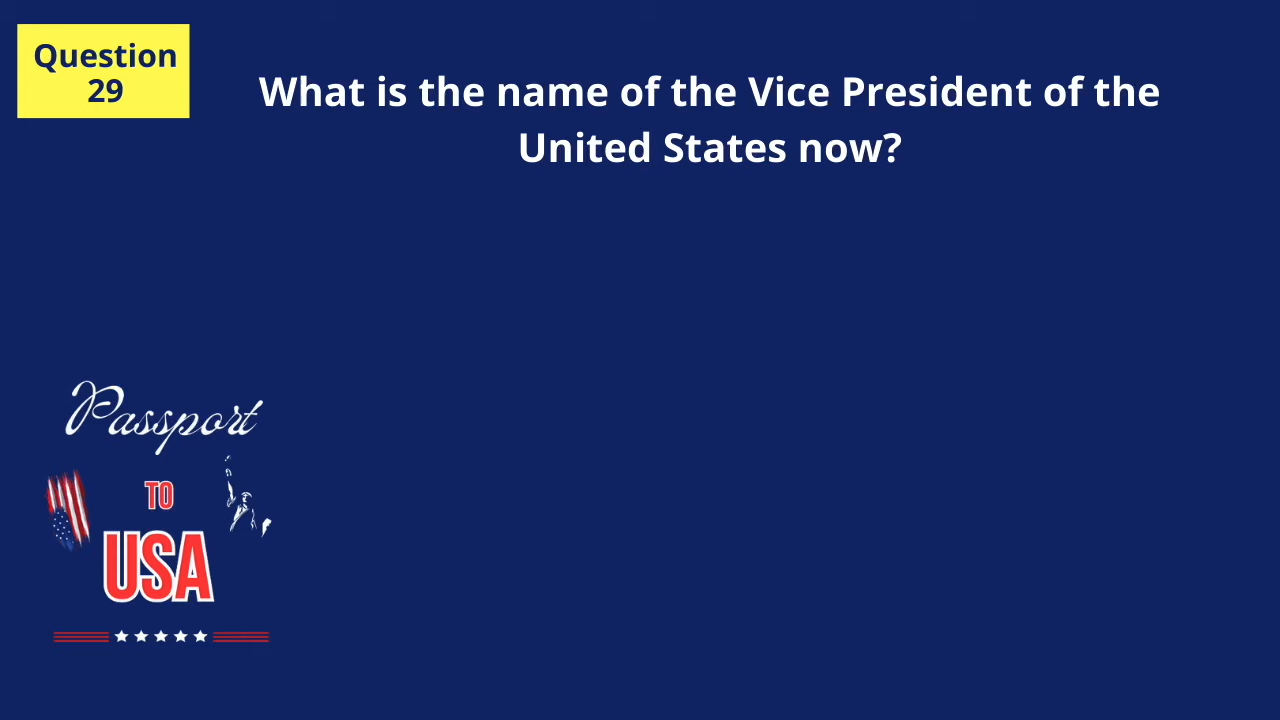 Question
29
What is the name of the Vice President of the
United States now?
Passport
TO
USA